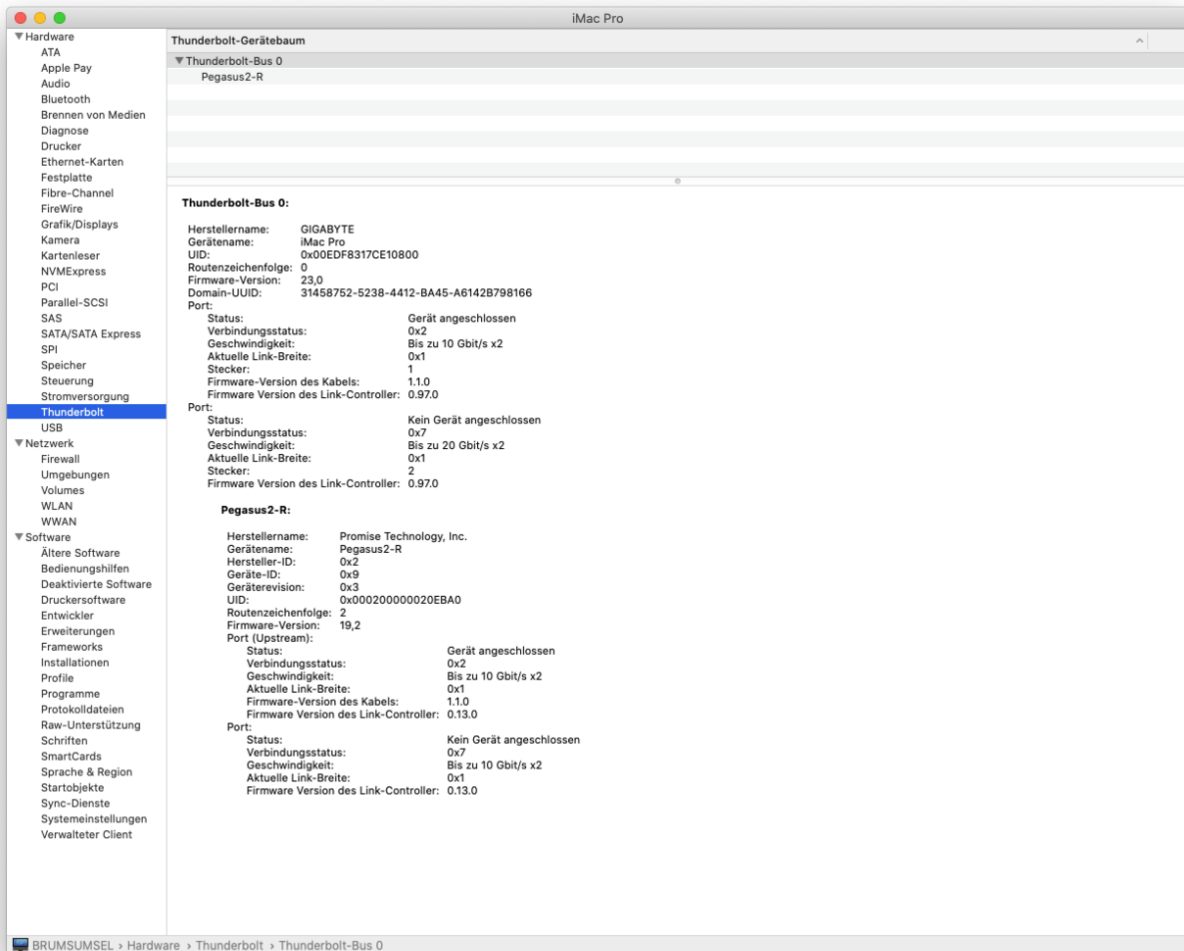 iMac Pro
Hardware
ATA
Apple Pay
Audio
Bluetooth
Brennen von Medien
Diagnose
Drucker
Ethernet-Karten
Festplatte
Fibre-Channel
FireWire
Grafik/Displays
Kamera
Kartenleser
NVMExpress
PCI
Parallel-SCSI
SAS
SATA/SATA Express
SPI
Speicher
Steuerung
Stromversorgung
Thunderbolt
USB
Netzwerk
Firewall
Umgebungen
Volumes
WLAN
WWAN
Software
Ältere Software
Bedienungshilfen
Deaktivierte Software
Druckersoftware
Entwickler
Erweiterungen
Frameworks
Installationen
Profile
Programme
Protokolldateien
Raw-Unterstützung
Schriften
SmartCards
Sprache & Region
Startobjekte
Sync-Dienste
Systemeinstellungen
Verwalteter Client
Thunderbolt-Gerätebaum
Thunderbolt-Bus 0
Pegasus2-R
Thunderbolt-Bus 0:
Herstellername: GIGABYTE
Gerätename: iMac Pro
UID: 0x00EDF8317CE10800
Routenzeichenfolge: 0
Firmware-Version: 23,0
Domain-UUID: 31458752-5238-4412-BA45-A6142B798166
Port:
Status: Gerät angeschlossen
Verbindungsstatus: 0x2
Geschwindigkeit: Bis zu 10 Gbit/s x2
Aktuelle Link-Breite: 0x1
Stecker: 1
Firmware-Version des Kabels: 1.1.0
Firmware Version des Link-Controller: 0.97.0
Port:
Status: Kein Gerät angeschlossen
Verbindungsstatus: 0x7
Geschwindigkeit: Bis zu 20 Gbit/s x2
Aktuelle Link-Breite: 0x1
Stecker: 2
Firmware Version des Link-Controller: 0.97.0
Pegasus2-R:
Herstellername: Promise Technology, Inc.
Gerätename: Pegasus2-R
Hersteller-ID: 0x2
Geräte-ID: 0x9
Geräterevision: 0x3
UID: 0x000200000020EBA0
Routenzeichenfolge: 2
Firmware-Version: 19,2
Port (Upstream):
Status: Gerät angeschlossen
Verbindungsstatus: 0x2
Geschwindigkeit: Bis zu 10 Gbit/s x2
Aktuelle Link-Breite: 0x1
Firmware-Version des Kabels: 1.1.0
Firmware Version des Link-Controller: 0.13.0
Port:
Status: Kein Gerät angeschlossen
Verbindungsstatus: 0x7
Geschwindigkeit: Bis zu 10 Gbit/s x2
Aktuelle Link-Breite: 0x1
Firmware Version des Link-Controller: 0.13.0
BRUMSUMSEL › Hardware › Thunderbolt › Thunderbolt-Bus 0